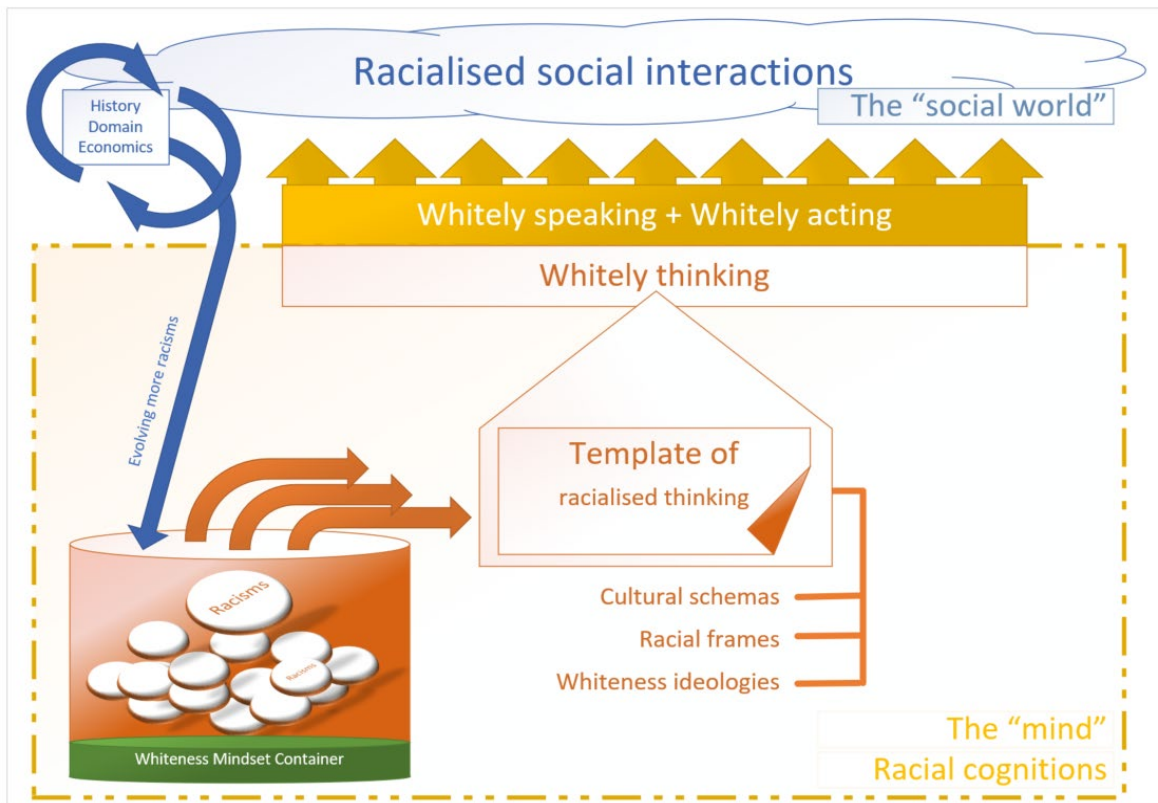 Racialised social interactions
The “social world”
History
Domain
Economics
Whitely speaking + Whitely acting
Whitely thinking
Evolving more racisms
Template of
racialised thinking
Cultural schemas
Racial frames
Whiteness ideologies
Racisms
Racisms
Whiteness Mindset Container
The “mind”
Racial cognitions